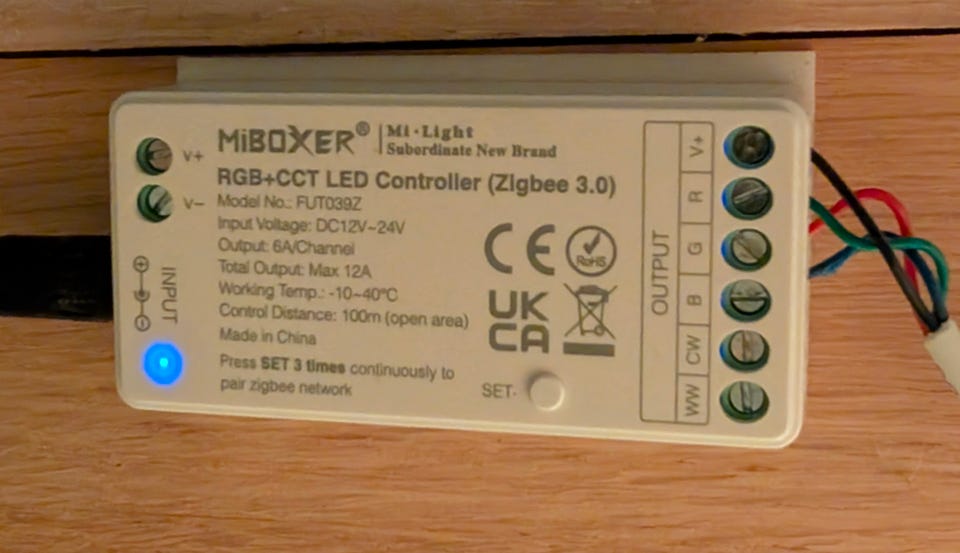 V+
V−
INPUT
MiBOXER® | Mi·Light
Subordinate New Brand
RGB+CCT LED Controller (Zigbee 3.0)
Model No.: FUT039Z
Input Voltage: DC12V~24V
Output: 6A/Channel
Total Output: Max 12A
Working Temp.: -10~40°C
Control Distance: 100m (open area)
Made in China
Press SET 3 times continuously to
pair zigbee network
CE
RoHS
UK
CA
SET·
OUTPUT
V+
R
G
B
CW
WW